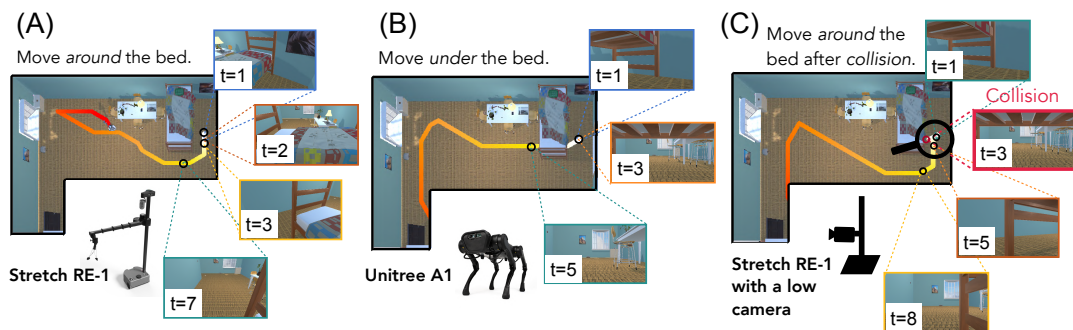 (A)
Move around the bed.
t=1
t=2
t=3
t=7
Stretch RE-1
(B)
Move under the bed.
t=1
t=3
t=5
Unitree A1
(C)
Move around the
bed after collision.
t=1
Collision
t=3
t=5
t=8
Stretch RE-1
with a low
camera